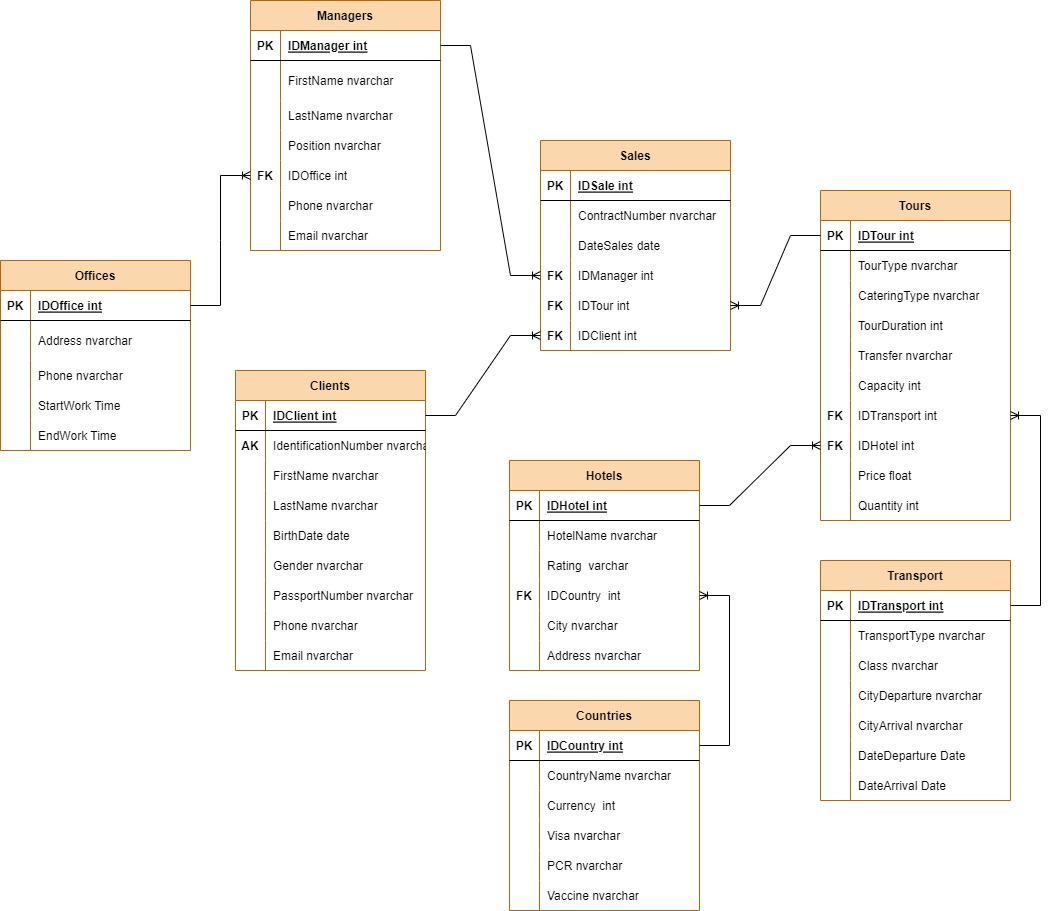 Managers
PK IDManager int
FirstName nvarchar
LastName nvarchar
Position nvarchar
FK IDOffice int
Phone nvarchar
Email nvarchar
Offices
PK IDOffice int
Address nvarchar
Phone nvarchar
StartWork Time
EndWork Time
Clients
PK IDClient int
AK IdentificationNumber nvarcha
FirstName nvarchar
LastName nvarchar
BirthDate date
Gender nvarchar
PassportNumber nvarchar
Phone nvarchar
Email nvarchar
Sales
PK IDSale int
ContractNumber nvarchar
DateSales date
FK IDManager int
FK IDTour int
FK IDClient int
Hotels
PK IDHotel int
HotelName nvarchar
Rating varchar
FK IDCountry int
City nvarchar
Address nvarchar
Countries
PK IDCountry int
CountryName nvarchar
Currency int
Visa nvarchar
PCR nvarchar
Vaccine nvarchar
Tours
PK IDTour int
TourType nvarchar
CateringType nvarchar
TourDuration int
Transfer nvarchar
Capacity int
FK IDTransport int
FK IDHotel int
Price float
Quantity int
Transport
PK IDTransport int
TransportType nvarchar
Class nvarchar
CityDeparture nvarchar
CityArrival nvarchar
DateDeparture Date
DateArrival Date